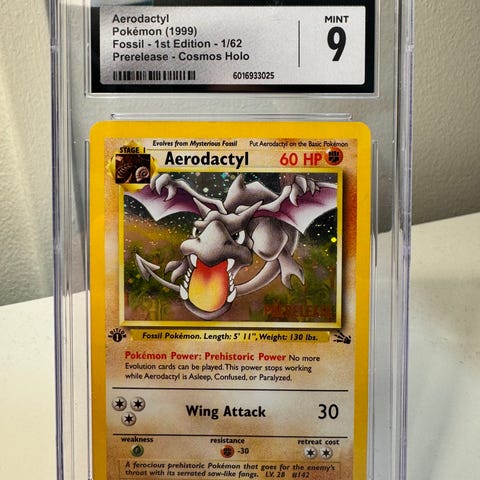 Aerodactyl
Pokémon (1999)
Fossil - 1st Edition - 1/62
Prerelease - Cosmos Holo
MINT
9
6016933025
Evolves from Mysterious Fossil Put Aerodactyl on the Basic Pokémon
STAGE 1
Aerodactyl 60 HP
PRERELEASE
EDITION
1
Fossil Pokémon. Length: 5' 11", Weight: 130 lbs.
Pokémon Power: Prehistoric Power No more
Evolution cards can be played. This power stops working
while Aerodactyl is Asleep, Confused, or Paralyzed.
Wing Attack 30
weakness resistance retreat cost
-30
A ferocious prehistoric Pokémon that goes for the enemy's
throat with its serrated saw-like fangs. LV. 28 #142